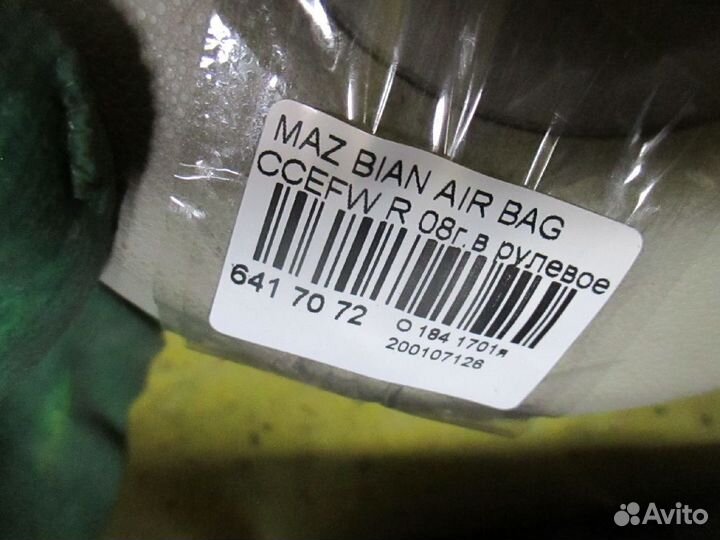 MAZ BIAN AIR BAG
CCEFW R 08г.в рулевое
641 70 72
О 184 1701я
200107126
Avito